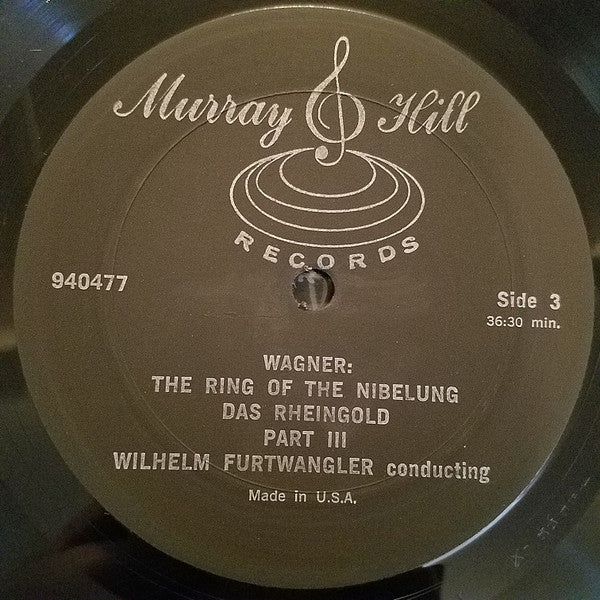 Murray Hill
RECORDS
940477
Side 3
36:30 min.
WAGNER:
THE RING OF THE NIBELUNG
DAS RHEINGOLD
PART III
WILHELM FURTWANGLER conducting
Made in U.S.A.